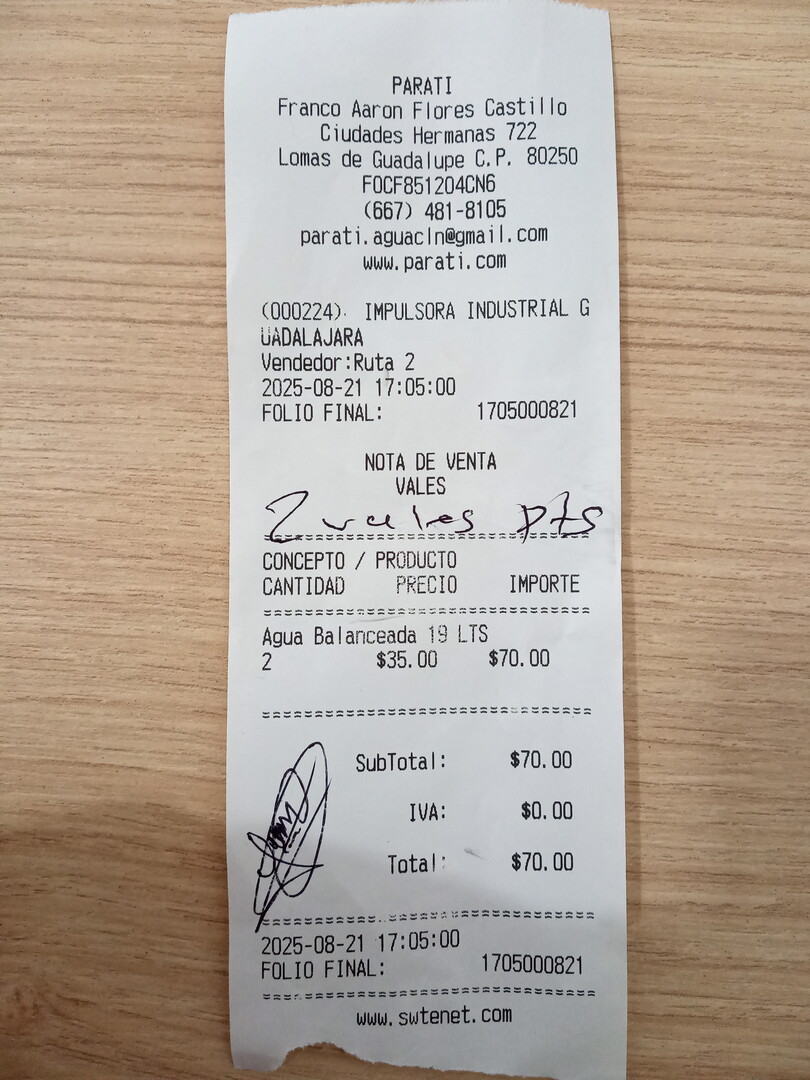 PARATI
Franco Aaron Flores Castillo
Ciudades Hermanas 722
Lomas de Guadalupe C.P. 80250
FOCF851204CN6
(667) 481-8105
parati.aguacln@gmail.com
www.parati.com
(000224). IMPULSORA INDUSTRIAL G
UADALAJARA
Vendedor:Ruta 2
2025-08-21 17:05:00
FOLIO FINAL: 1705000821
NOTA DE VENTA
VALES
2 vales pts
CONCEPTO / PRODUCTO
CANTIDAD PRECIO IMPORTE
Agua Balanceada 19 LTS
2 $35.00 $70.00
SubTotal: $70.00
IVA: $0.00
Total: $70.00
2025-08-21 17:05:00
FOLIO FINAL: 1705000821
www.swtenet.com